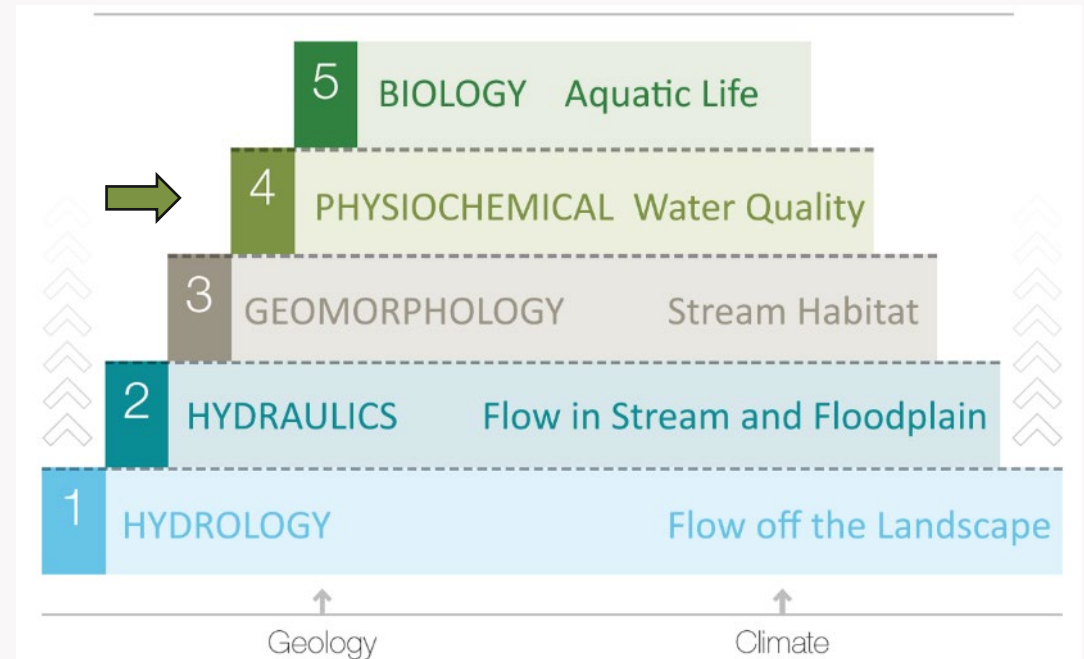 5 BIOLOGY Aquatic Life
4 PHYSIOCHEMICAL Water Quality
3 GEOMORPHOLOGY Stream Habitat
2 HYDRAULICS Flow in Stream and Floodplain
1 HYDROLOGY Flow off the Landscape
Geology Climate